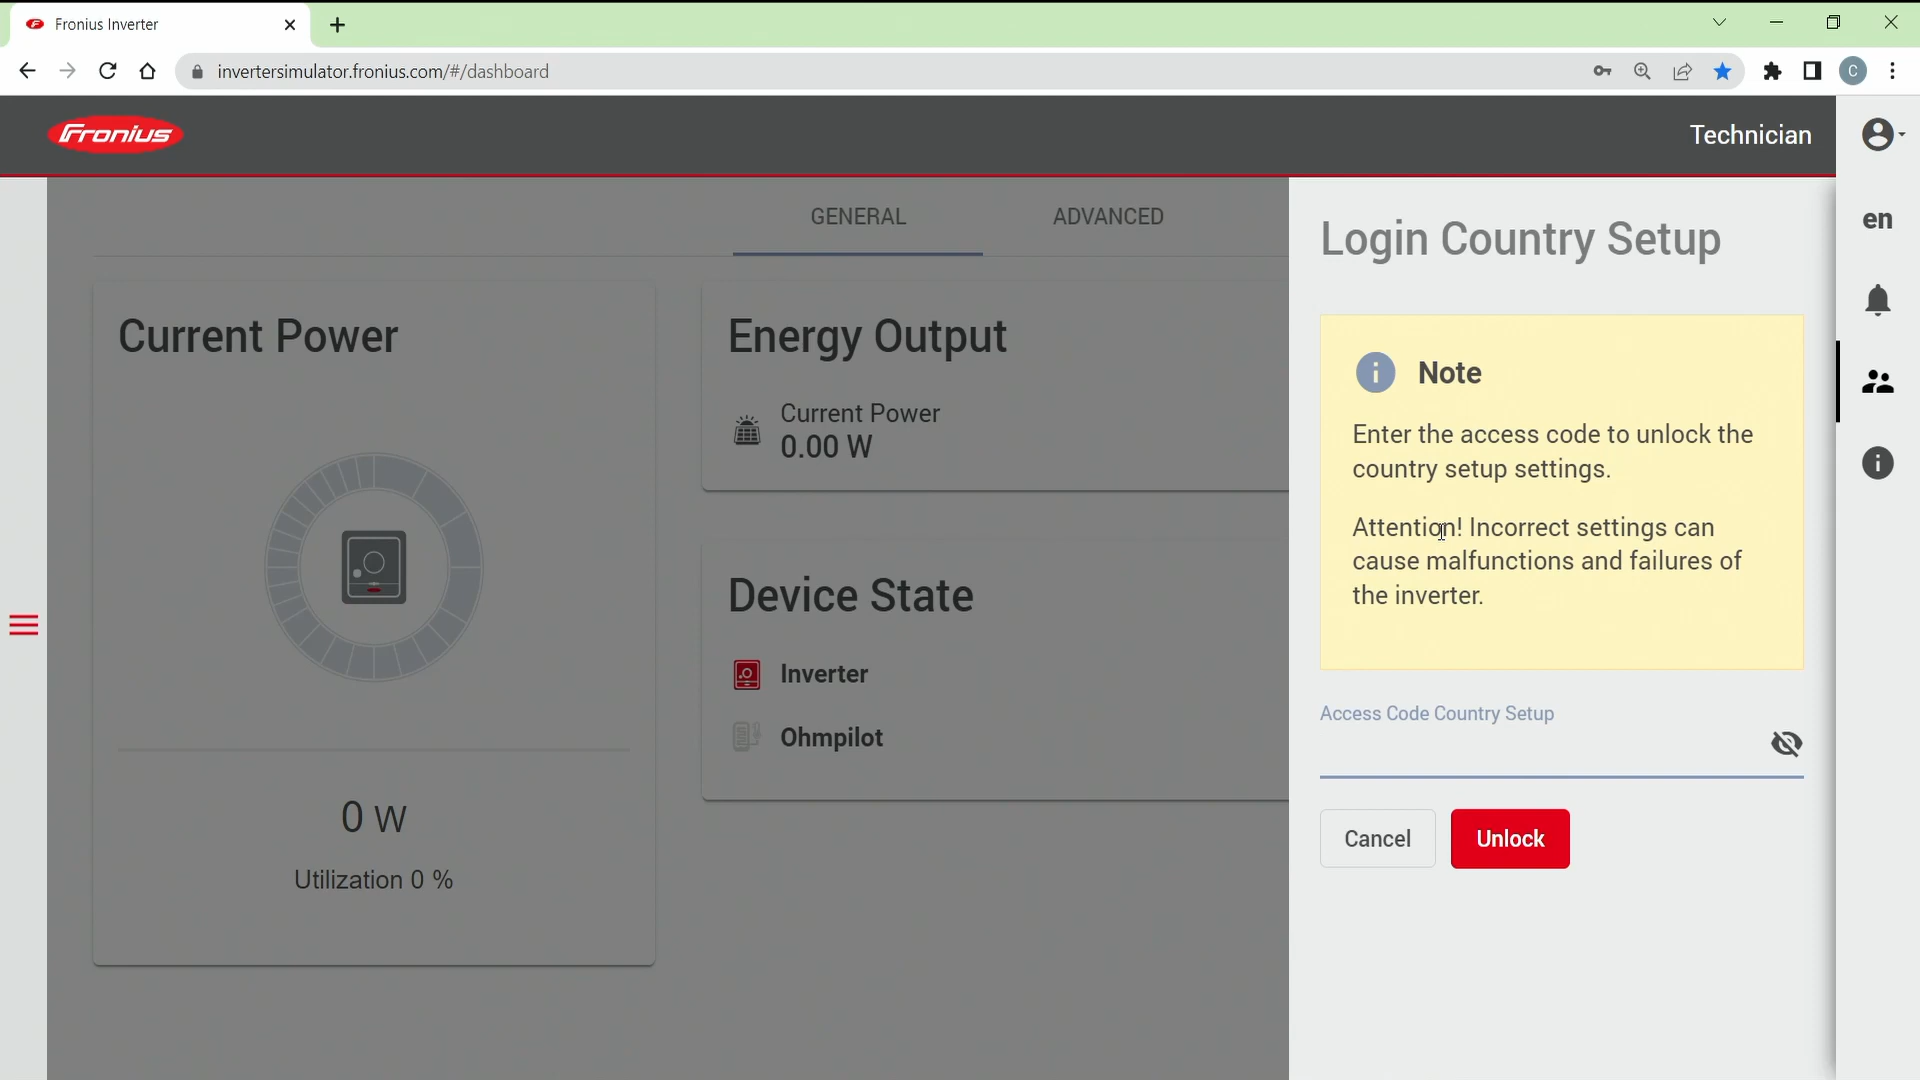 Fronius Inverter
invertersimulator.fronius.com/#/dashboard
C
Fronius
Technician
en
GENERAL
ADVANCED
Current Power
0 W
Utilization 0 %
Energy Output
Current Power
0.00 W
Device State
Inverter
Ohmpilot
Login Country Setup
Note
Enter the access code to unlock the
country setup settings.
Attention! Incorrect settings can
cause malfunctions and failures of
the inverter.
Access Code Country Setup
Cancel
Unlock